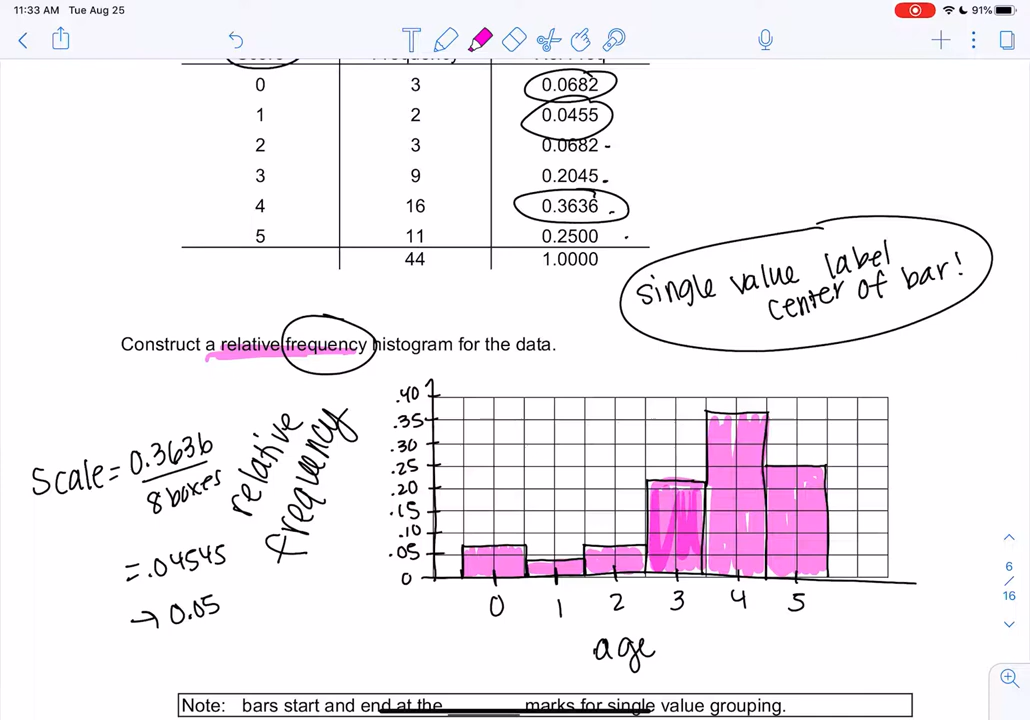 11:33 AM Tue Aug 25
91%
T
0 3 0.0682
1 2 0.0455
2 3 0.0682
3 9 0.2045
4 16 0.3636
5 11 0.2500
44 1.0000
single value label
center of bar!
Construct a relative frequency histogram for the data.
Scale = 0.3636
8 boxes
= .04545
→ 0.05
relative
frequency
.40
.35
.30
.25
.20
.15
.10
.05
0
0 1 2 3 4 5
age
6
/
16
Note: bars start and end at the ________ marks for single value grouping.